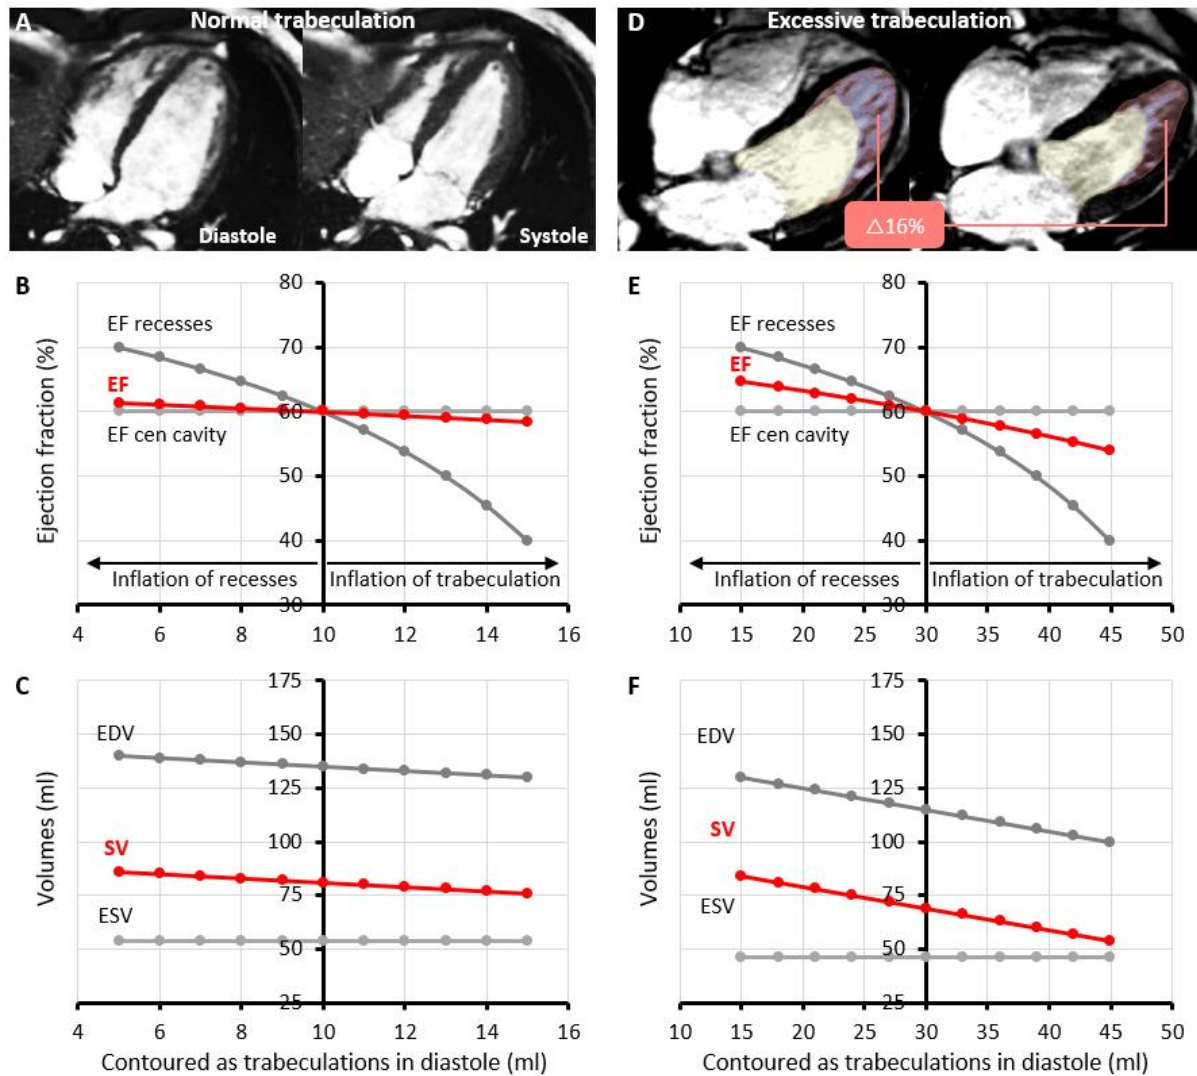 A Normal trabeculation
Diastole
Systole
D Excessive trabeculation
△16%
B
Ejection fraction (%)
80
70
60
50
40
30
EF recesses
EF
EF cen cavity
Inflation of recesses
Inflation of trabeculation
4 6 8 10 12 14 16
E
Ejection fraction (%)
80
70
60
50
40
30
EF recesses
EF
EF cen cavity
Inflation of recesses
Inflation of trabeculation
10 15 20 25 30 35 40 45 50
C
Volumes (ml)
175
150
125
100
75
50
25
EDV
SV
ESV
4 6 8 10 12 14 16
Contoured as trabeculations in diastole (ml)
F
Volumes (ml)
175
150
125
100
75
50
25
EDV
SV
ESV
10 15 20 25 30 35 40 45 50
Contoured as trabeculations in diastole (ml)